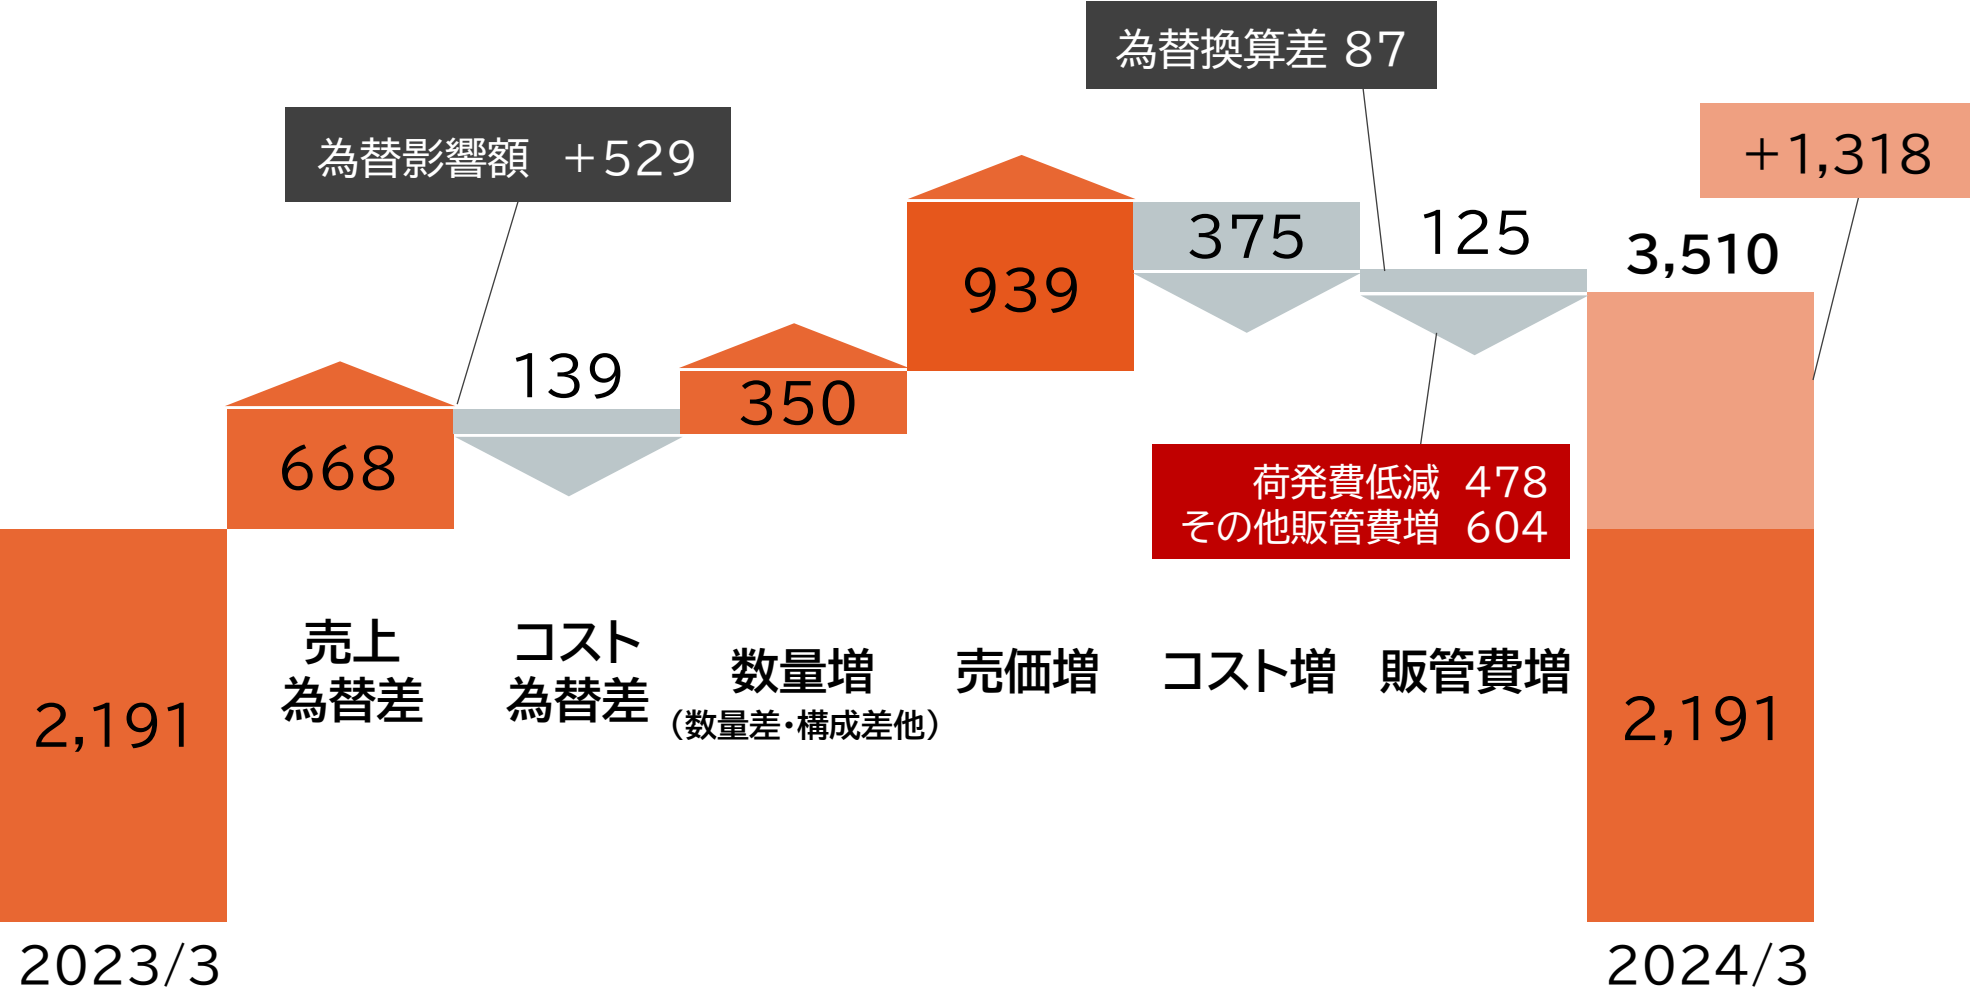 為替換算差 87
為替影響額 +529
+1,318
939
375
125
3,510
668
139
350
荷発費低減 478
その他販管費増 604
2,191
売上
為替差
コスト
為替差
数量増
(数量差・構成差他)
売価増
コスト増
販管費増
2,191
2023/3
2024/3